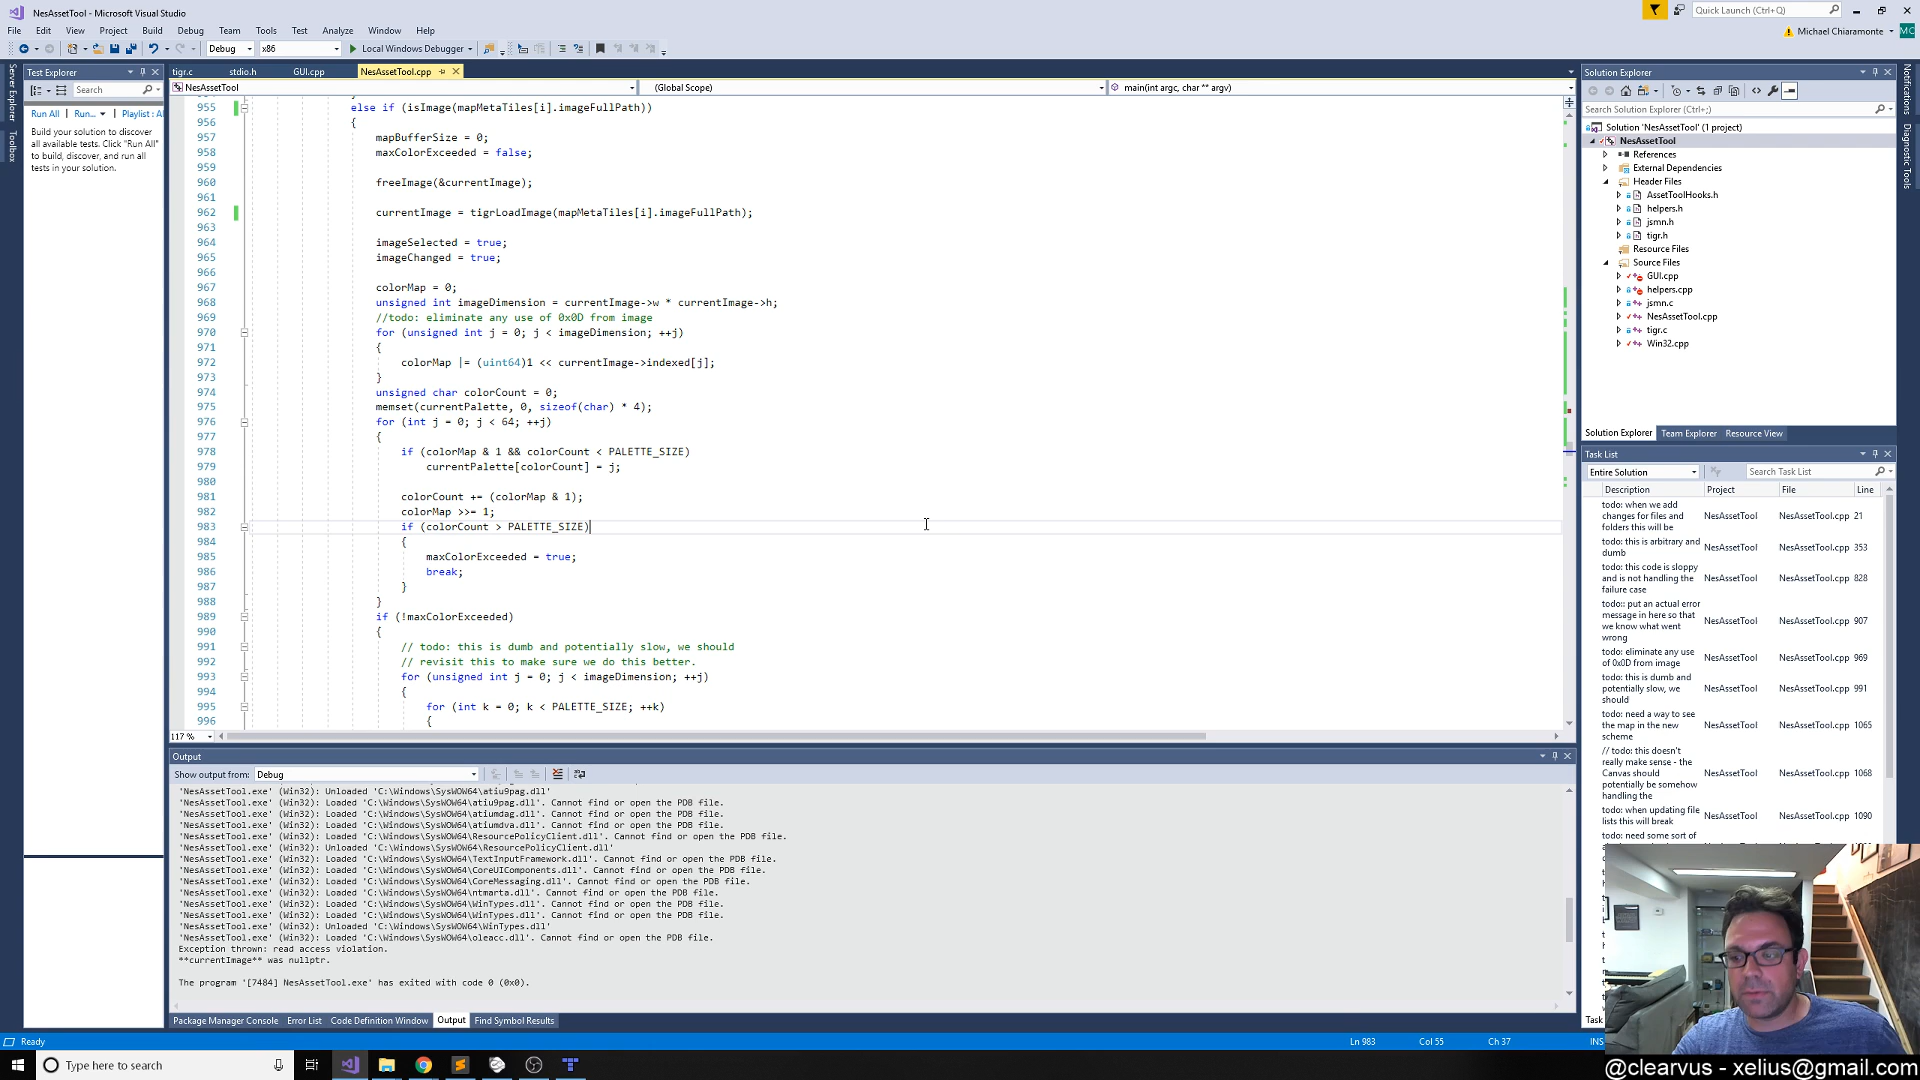 NesAssetTool - Microsoft Visual Studio
Quick Launch (Ctrl+Q)
File Edit View Project Build Debug Team Tools Test Analyze Window Help
Michael Chiaramonte MC
Debug x86 Local Windows Debugger
Server Explorer
Toolbox
Test Explorer
Search
Run All Run... Playlist : A
Build your solution to discover
all available tests. Click "Run All"
to build, discover, and run all
tests in your solution.
tigr.c stdio.h GUI.cpp NesAssetTool.cpp
NesAssetTool (Global Scope) main(int argc, char ** argv)
955 else if (isImage(mapMetaTiles[i].imageFullPath))
956 {
957 mapBufferSize = 0;
958 maxColorExceeded = false;
959
960 freeImage(&currentImage);
961
962 currentImage = tigrLoadImage(mapMetaTiles[i].imageFullPath);
963
964 imageSelected = true;
965 imageChanged = true;
966
967 colorMap = 0;
968 unsigned int imageDimension = currentImage->w * currentImage->h;
969 //todo: eliminate any use of 0x0D from image
970 for (unsigned int j = 0; j < imageDimension; ++j)
971 {
972 colorMap |= (uint64)1 << currentImage->indexed[j];
973 }
974 unsigned char colorCount = 0;
975 memset(currentPalette, 0, sizeof(char) * 4);
976 for (int j = 0; j < 64; ++j)
977 {
978 if (colorMap & 1 && colorCount < PALETTE_SIZE)
979 currentPalette[colorCount] = j;
980
981 colorCount += (colorMap & 1);
982 colorMap >>= 1;
983 if (colorCount > PALETTE_SIZE)
984 {
985 maxColorExceeded = true;
986 break;
987 }
988 }
989 if (!maxColorExceeded)
990 {
991 // todo: this is dumb and potentially slow, we should
992 // revisit this to make sure we do this better.
993 for (unsigned int j = 0; j < imageDimension; ++j)
994 {
995 for (int k = 0; k < PALETTE_SIZE; ++k)
996 {
117 %
Output
Show output from: Debug
'NesAssetTool.exe' (Win32): Unloaded 'C:\Windows\SysWOW64\atiu9pag.dll'
'NesAssetTool.exe' (Win32): Loaded 'C:\Windows\SysWOW64\atiu9pag.dll'. Cannot find or open the PDB file.
'NesAssetTool.exe' (Win32): Loaded 'C:\Windows\SysWOW64\atiumdag.dll'. Cannot find or open the PDB file.
'NesAssetTool.exe' (Win32): Loaded 'C:\Windows\SysWOW64\atiumdva.dll'. Cannot find or open the PDB file.
'NesAssetTool.exe' (Win32): Loaded 'C:\Windows\SysWOW64\ResourcePolicyClient.dll'. Cannot find or open the PDB file.
'NesAssetTool.exe' (Win32): Unloaded 'C:\Windows\SysWOW64\ResourcePolicyClient.dll'
'NesAssetTool.exe' (Win32): Loaded 'C:\Windows\SysWOW64\TextInputFramework.dll'. Cannot find or open the PDB file.
'NesAssetTool.exe' (Win32): Loaded 'C:\Windows\SysWOW64\CoreUIComponents.dll'. Cannot find or open the PDB file.
'NesAssetTool.exe' (Win32): Loaded 'C:\Windows\SysWOW64\CoreMessaging.dll'. Cannot find or open the PDB file.
'NesAssetTool.exe' (Win32): Loaded 'C:\Windows\SysWOW64\ntmarta.dll'. Cannot find or open the PDB file.
'NesAssetTool.exe' (Win32): Loaded 'C:\Windows\SysWOW64\WinTypes.dll'. Cannot find or open the PDB file.
'NesAssetTool.exe' (Win32): Loaded 'C:\Windows\SysWOW64\WinTypes.dll'. Cannot find or open the PDB file.
'NesAssetTool.exe' (Win32): Unloaded 'C:\Windows\SysWOW64\WinTypes.dll'
'NesAssetTool.exe' (Win32): Loaded 'C:\Windows\SysWOW64\oleacc.dll'. Cannot find or open the PDB file.
Exception thrown: read access violation.
**currentImage** was nullptr.
The program '[7484] NesAssetTool.exe' has exited with code 0 (0x0).
Package Manager Console Error List Code Definition Window Output Find Symbol Results
Solution Explorer
Search Solution Explorer (Ctrl+;)
Solution 'NesAssetTool' (1 project)
NesAssetTool
References
External Dependencies
Header Files
AssetToolHooks.h
helpers.h
jsmn.h
tigr.h
Resource Files
Source Files
GUI.cpp
helpers.cpp
jsmn.c
NesAssetTool.cpp
tigr.c
Win32.cpp
Solution Explorer Team Explorer Resource View
Task List
Entire Solution Search Task List
Description Project File Line
todo: when we add
changes for files and
folders this will be NesAssetTool NesAssetTool.cpp 21
todo: this is arbitrary and
dumb NesAssetTool NesAssetTool.cpp 353
todo: this code is sloppy
and is not handling the
failure case NesAssetTool NesAssetTool.cpp 828
todo:: put an actual error
message in here so that
we know what went
wrong NesAssetTool NesAssetTool.cpp 907
todo: eliminate any use
of 0x0D from image NesAssetTool NesAssetTool.cpp 969
todo: this is dumb and
potentially slow, we
should NesAssetTool NesAssetTool.cpp 991
todo: need a way to see
the map in the new
scheme NesAssetTool NesAssetTool.cpp 1065
// todo: this doesn't
really make sense - the
Canvas should
potentially be somehow
handling the NesAssetTool NesAssetTool.cpp 1068
todo: when updating file
lists this will break NesAssetTool NesAssetTool.cpp 1090
todo: need some sort of
Task
Notifications
Diagnostic Tools
Ready Ln 983 Col 55 Ch 37 INS
Type here to search
@clearvus - xelius@gmail.com